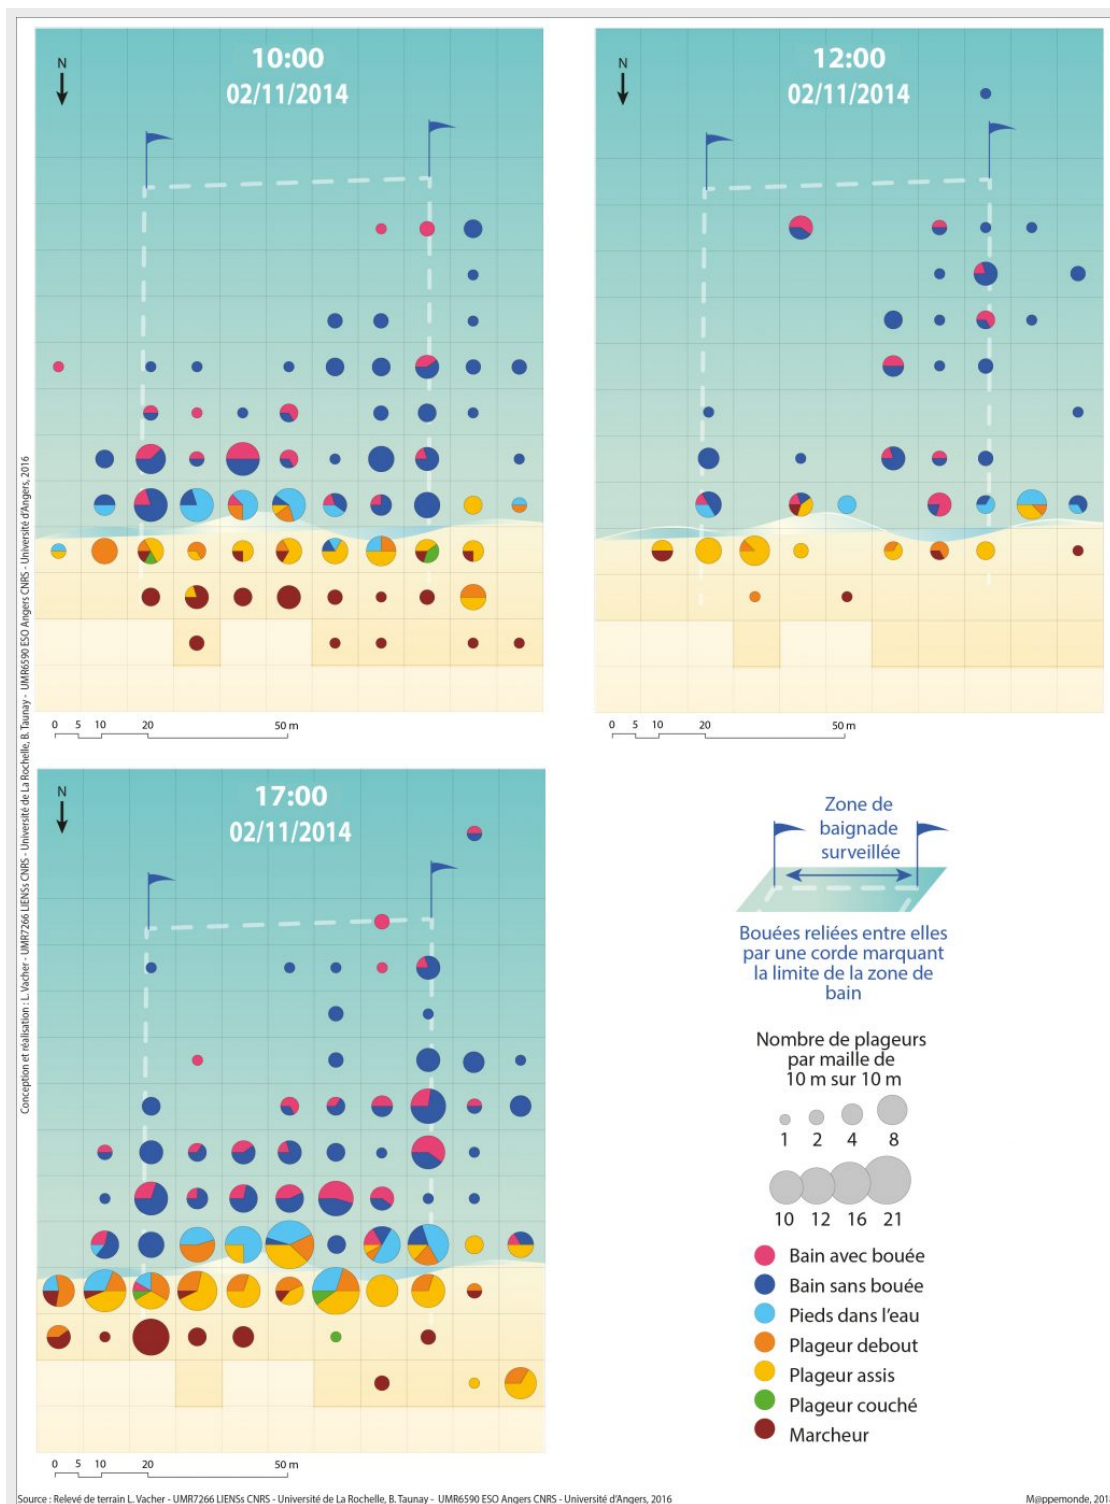 10:00
02/11/2014
N
12:00
02/11/2014
N
0 5 10 20 50 m
0 5 10 20 50 m
17:00
02/11/2014
N
0 5 10 20 50 m
Zone de
baignade
surveillée
Bouées reliées entre elles
par une corde marquant
la limite de la zone de
bain
Nombre de plageurs
par maille de
10 m sur 10 m
1 2 4 8
10 12 16 21
Bain avec bouée
Bain sans bouée
Pieds dans l'eau
Plageur debout
Plageur assis
Plageur couché
Marcheur
Conception et réalisation : L. Vacher - UMR7266 LIENSs CNRS - Université de La Rochelle, B. Taunay - UMR6590 ESO Angers CNRS - Université d'Angers, 2016
Source : Relevé de terrain L. Vacher - UMR7266 LIENSs CNRS - Université de La Rochelle, B. Taunay - UMR6590 ESO Angers CNRS - Université d'Angers, 2016
M@ppemonde, 201